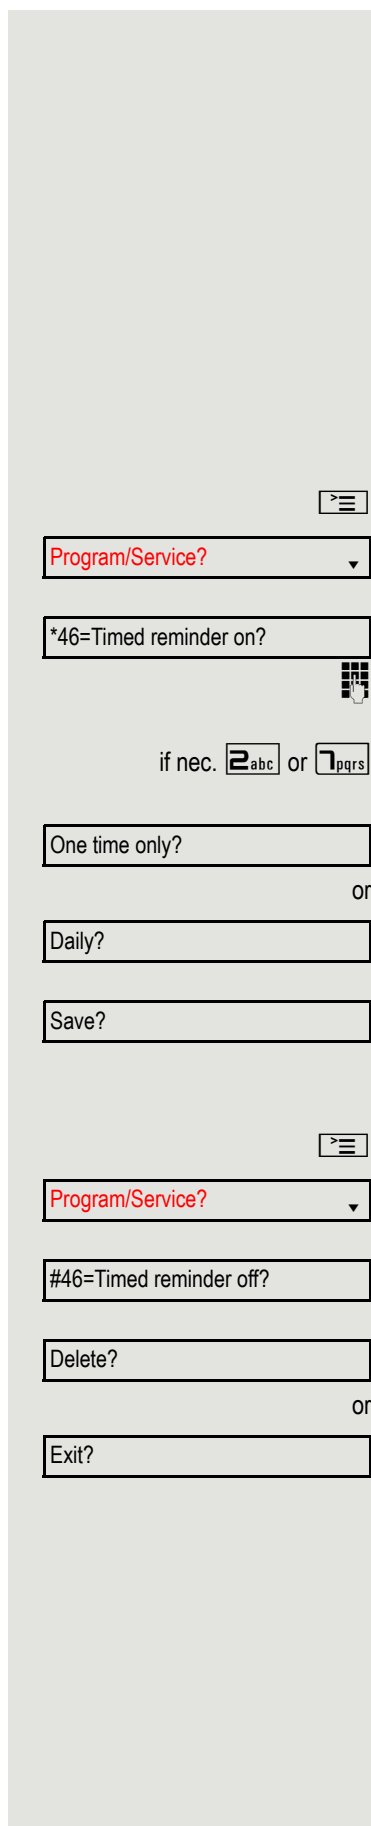 Program/Service?
*46=Timed reminder on?
if nec. 2abc or 7pqrs
One time only?
or
Daily?
Save?
Program/Service?
#46=Timed reminder off?
Delete?
or
Exit?